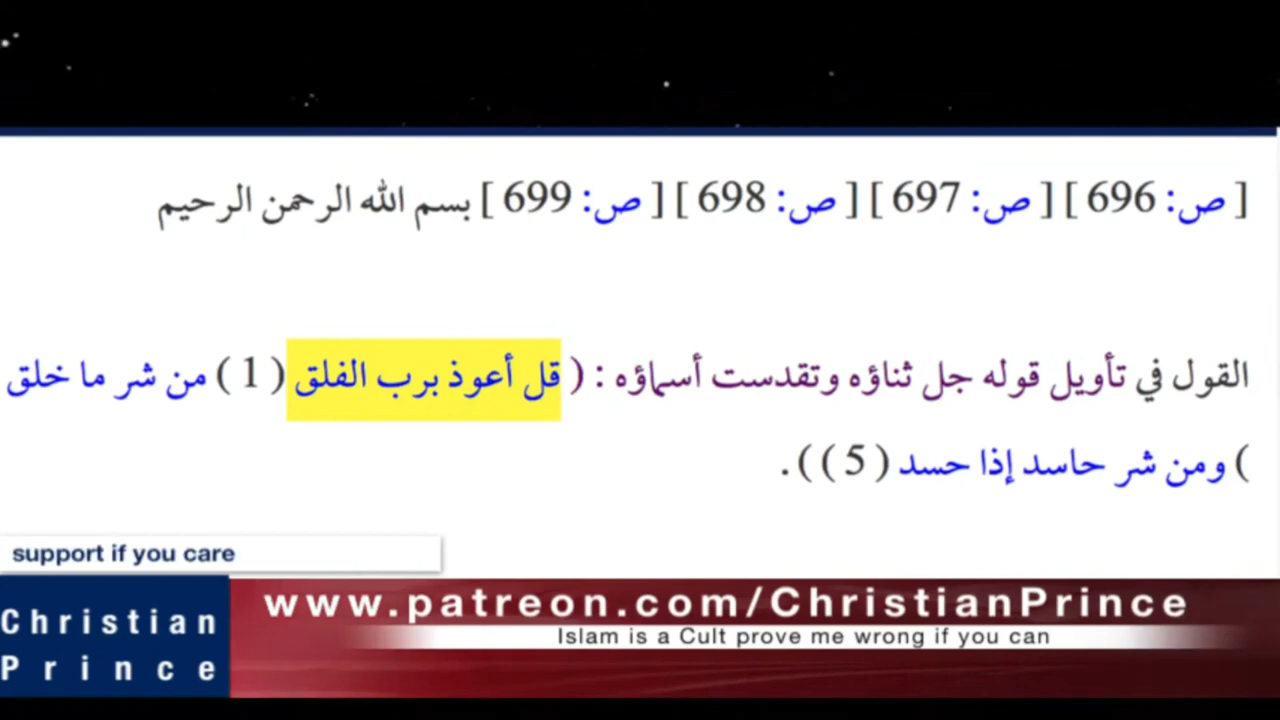 [ ص: 696 ] [ ص: 697 ] [ ص: 698 ] [ ص: 699 ] بسم الله الرحمن الرحيم
القول في تأويل قوله جل ثناؤه وتقدست أسماؤه : ( قل أعوذ برب الفلق ( 1 ) من شر ما خلق
) ومن شر حاسد إذا حسد ( 5 ) ) .
support if you care
Christian
Prince
www.patreon.com/ChristianPrince
Islam is a Cult prove me wrong if you can